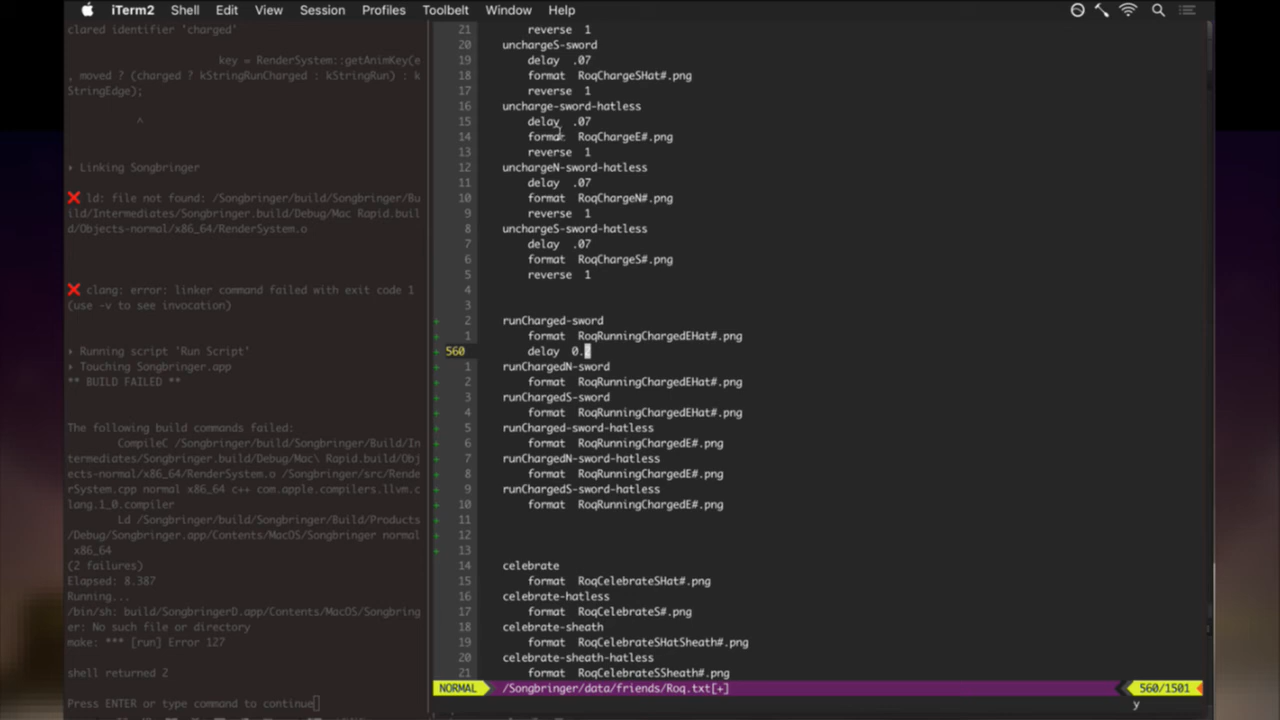 iTerm2 Shell Edit View Session Profiles Toolbelt Window Help
clared identifier 'charged'
key = RenderSystem::getAnimKey(e
, moved ? (charged ? kStringRunCharged : kStringRun) : k
StringEdge);
^
▸ Linking Songbringer
❌ ld: file not found: /Songbringer/build/Songbringer/Bu
ild/Intermediates/Songbringer.build/Debug/Mac Rapid.buil
d/Objects-normal/x86_64/RenderSystem.o
❌ clang: error: linker command failed with exit code 1
(use -v to see invocation)
▸ Running script 'Run Script'
▸ Touching Songbringer.app
** BUILD FAILED **
The following build commands failed:
CompileC /Songbringer/build/Songbringer/Build/In
termediates/Songbringer.build/Debug/Mac\ Rapid.build/Obj
ects-normal/x86_64/RenderSystem.o /Songbringer/src/Rende
rSystem.cpp normal x86_64 c++ com.apple.compilers.llvm.c
lang.1_0.compiler
Ld /Songbringer/build/Songbringer/Build/Products
/Debug/Songbringer.app/Contents/MacOS/Songbringer normal
x86_64
(2 failures)
Elapsed: 8.387
Running...
/bin/sh: build/SongbringerD.app/Contents/MacOS/Songbring
er: No such file or directory
make: *** [run] Error 127
shell returned 2
Press ENTER or type command to continue
21 reverse 1
20 unchargeS-sword
19 delay .07
18 format RoqChargeSHat#.png
17 reverse 1
16 uncharge-sword-hatless
15 delay .07
14 format RoqChargeE#.png
13 reverse 1
12 unchargeN-sword-hatless
11 delay .07
10 format RoqChargeN#.png
9 reverse 1
8 unchargeS-sword-hatless
7 delay .07
6 format RoqChargeS#.png
5 reverse 1
4
3
+ 2 runCharged-sword
+ 1 format RoqRunningChargedEHat#.png
+ 560 delay 0.
+ 1 runChargedN-sword
+ 2 format RoqRunningChargedEHat#.png
+ 3 runChargedS-sword
+ 4 format RoqRunningChargedEHat#.png
+ 5 runCharged-sword-hatless
+ 6 format RoqRunningChargedE#.png
+ 7 runChargedN-sword-hatless
+ 8 format RoqRunningChargedE#.png
+ 9 runChargedS-sword-hatless
+ 10 format RoqRunningChargedE#.png
+ 11
+ 12
+ 13
14 celebrate
15 format RoqCelebrateSHat#.png
16 celebrate-hatless
17 format RoqCelebrateS#.png
18 celebrate-sheath
19 format RoqCelebrateSHatSheath#.png
20 celebrate-sheath-hatless
21 format RoqCelebrateSSheath#.png
NORMAL /Songbringer/data/friends/Roq.txt[+] 560/1501
y